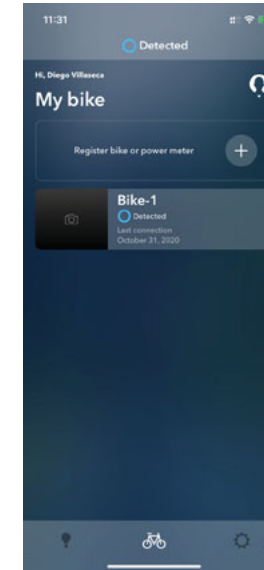 11:31
Detected
Hi, Diego Villaseca
My bike
Register bike or power meter
Bike-1
Detected
Last connection
October 31, 2020